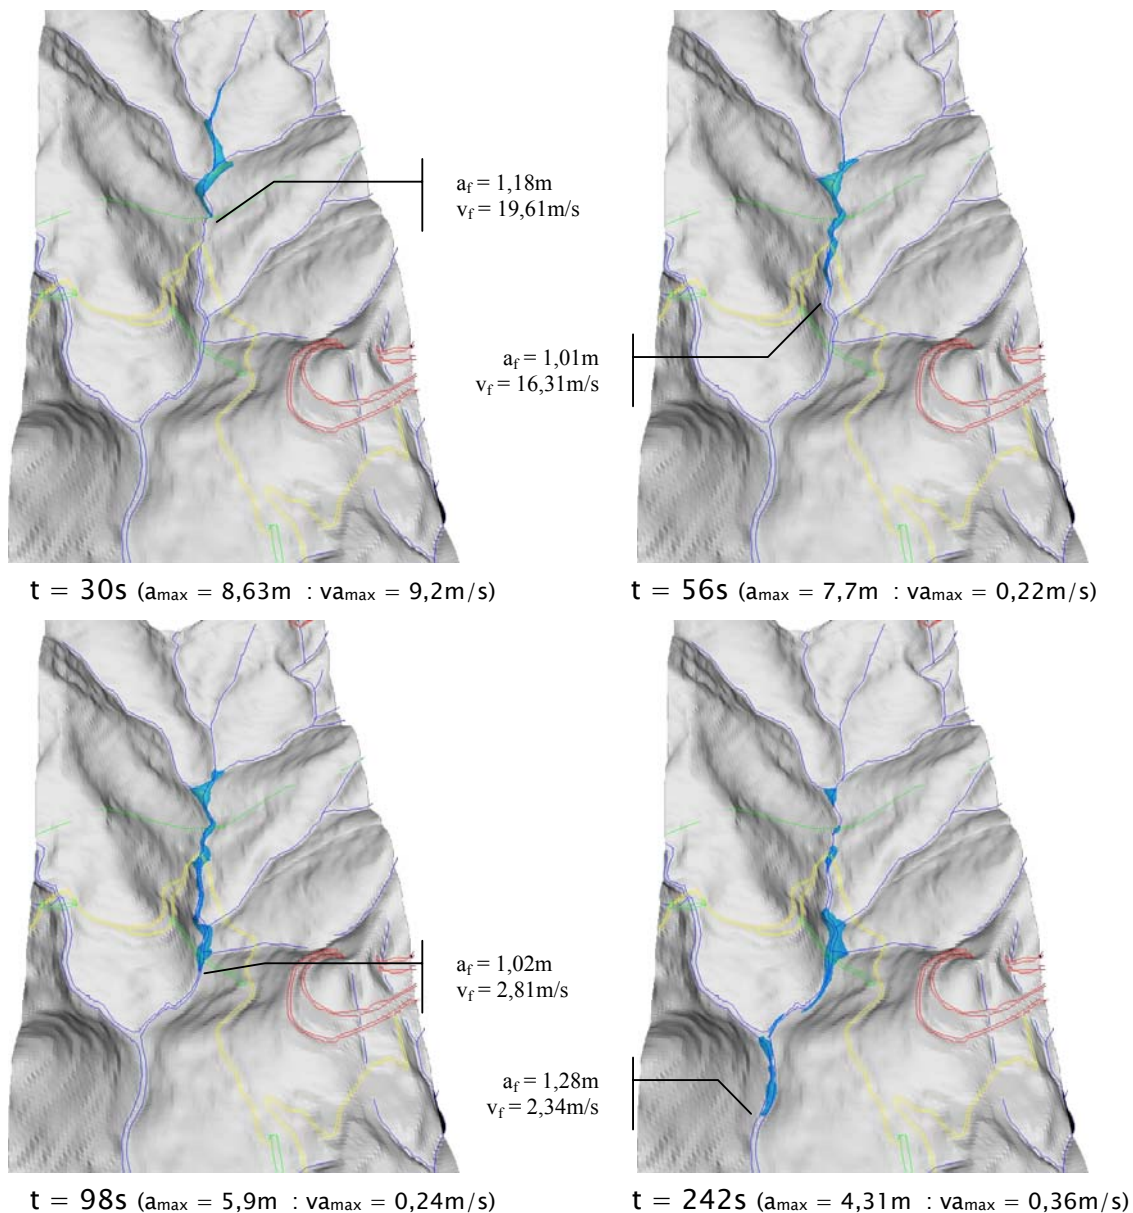 a_f = 1,18m
v_f = 19,61m/s
a_f = 1,01m
v_f = 16,31m/s
t = 30s (a_max = 8,63m : va_max = 9,2m/s)
t = 56s (a_max = 7,7m : va_max = 0,22m/s)
a_f = 1,02m
v_f = 2,81m/s
a_f = 1,28m
v_f = 2,34m/s
t = 98s (a_max = 5,9m : va_max = 0,24m/s)
t = 242s (a_max = 4,31m : va_max = 0,36m/s)